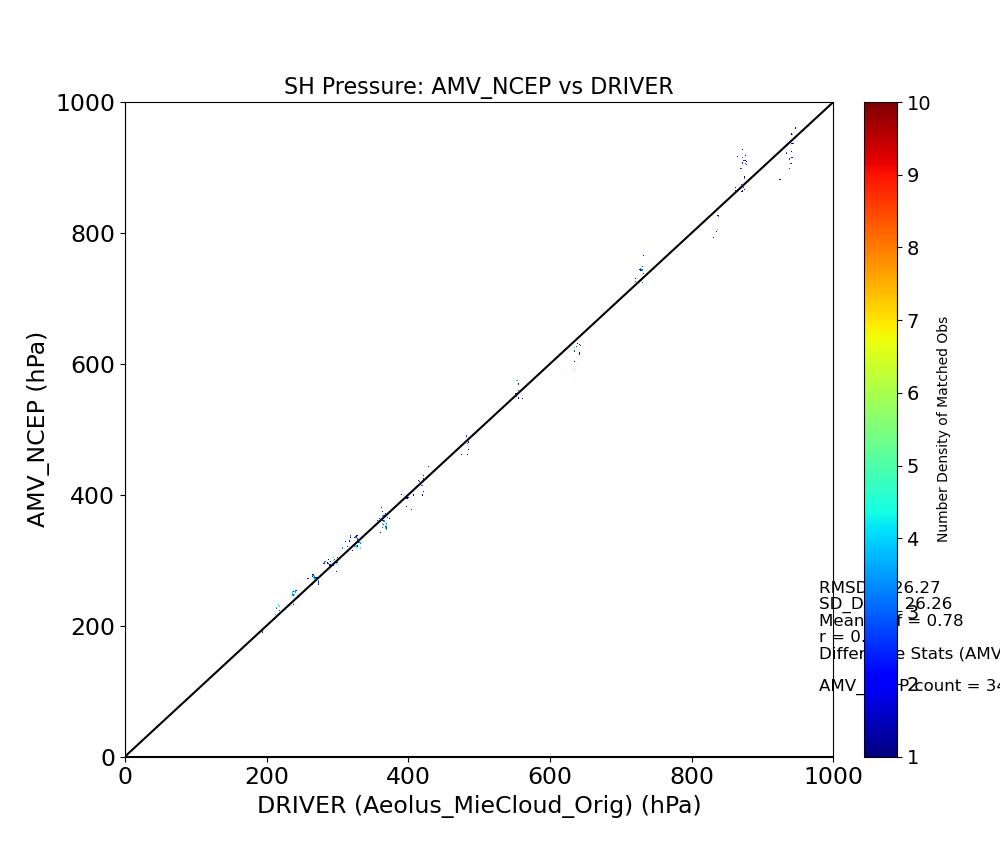 SH Pressure: AMV_NCEP vs DRIVER
1000
800
600
400
200
0
AMV_NCEP (hPa)
0 200 400 600 800 1000
DRIVER (Aeolus_MieCloud_Orig) (hPa)
10
9
8
7
6
5
4
3
2
1
Number Density of Matched Obs
RMSD 26.27
SD_D 26.26
Mean = 0.78
r = 0.
Stats (AMV
count = 34